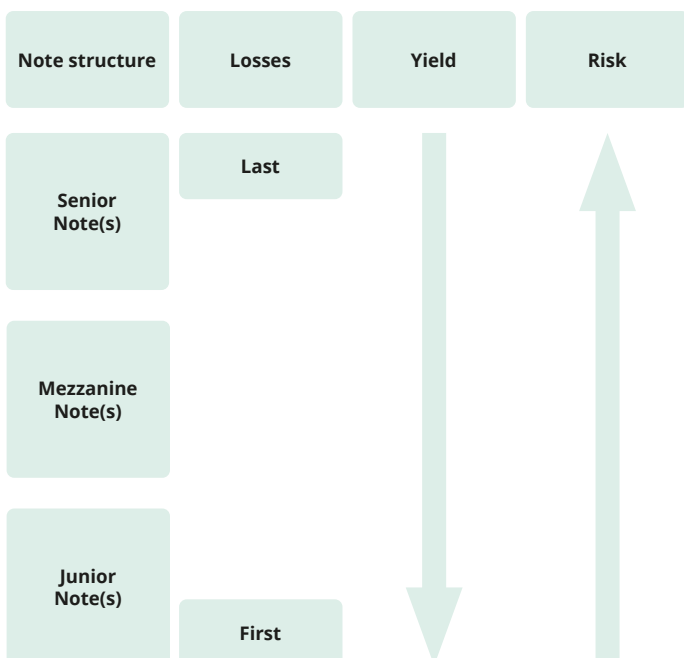 Note structure
Losses
Yield
Risk
Senior
Note(s)
Last
Mezzanine
Note(s)
Junior
Note(s)
First